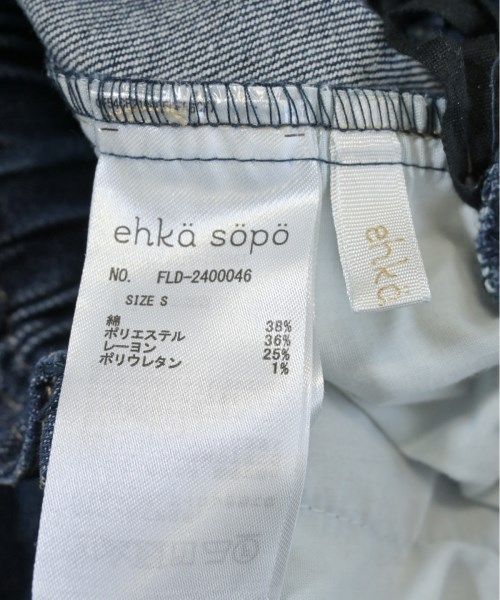 ehkä söpö
NO. FLD-2400046
SIZE S
綿 38%
ポリエステル 36%
レーヨン 25%
ポリウレタン 1%
ehkä